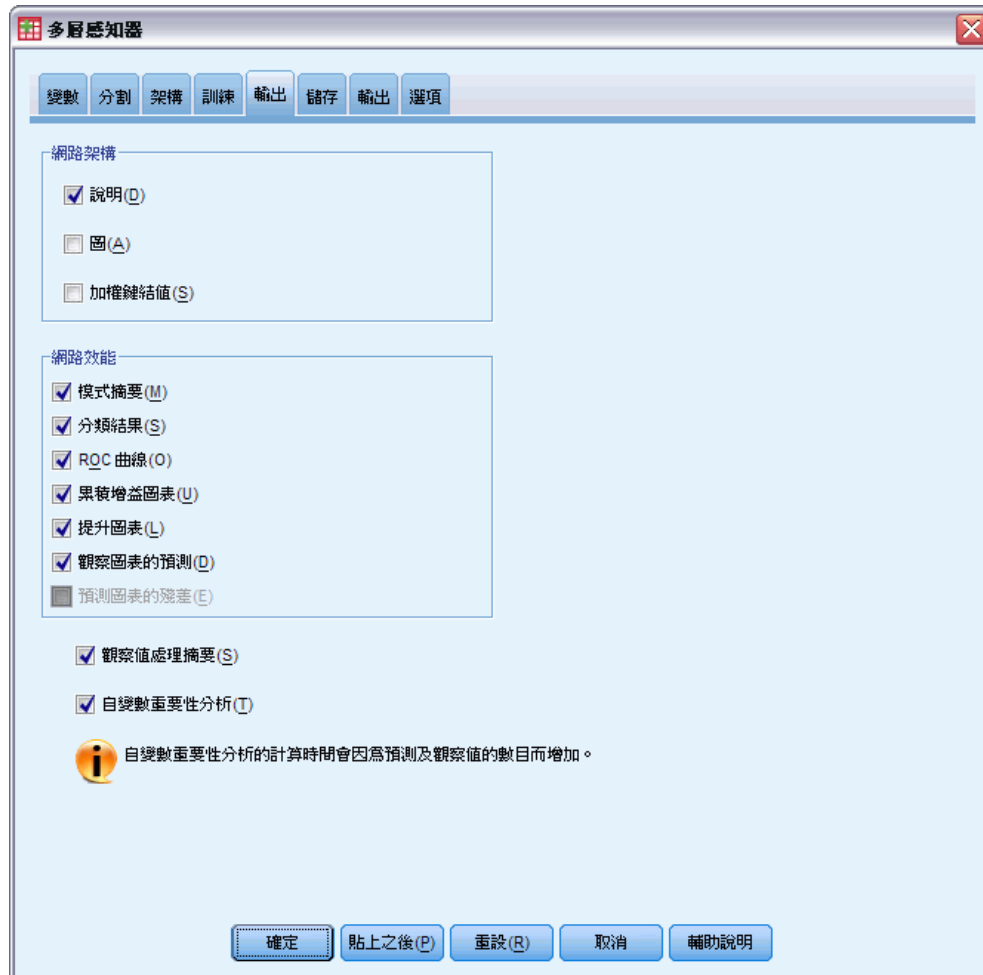 多層感知器
變數 分割 架構 訓練 輸出 儲存 輸出 選項
網路架構
說明(D)
圖(A)
加權鍵結值(S)
網路效能
模式摘要(M)
分類結果(S)
ROC 曲線(O)
累積增益圖表(U)
提升圖表(L)
觀察圖表的預測(D)
預測圖表的殘差(E)
觀察值處理摘要(S)
自變數重要性分析(T)
自變數重要性分析的計算時間會因為預測及觀察值的數目而增加。
確定 貼上之後(P) 重設(R) 取消 輔助說明